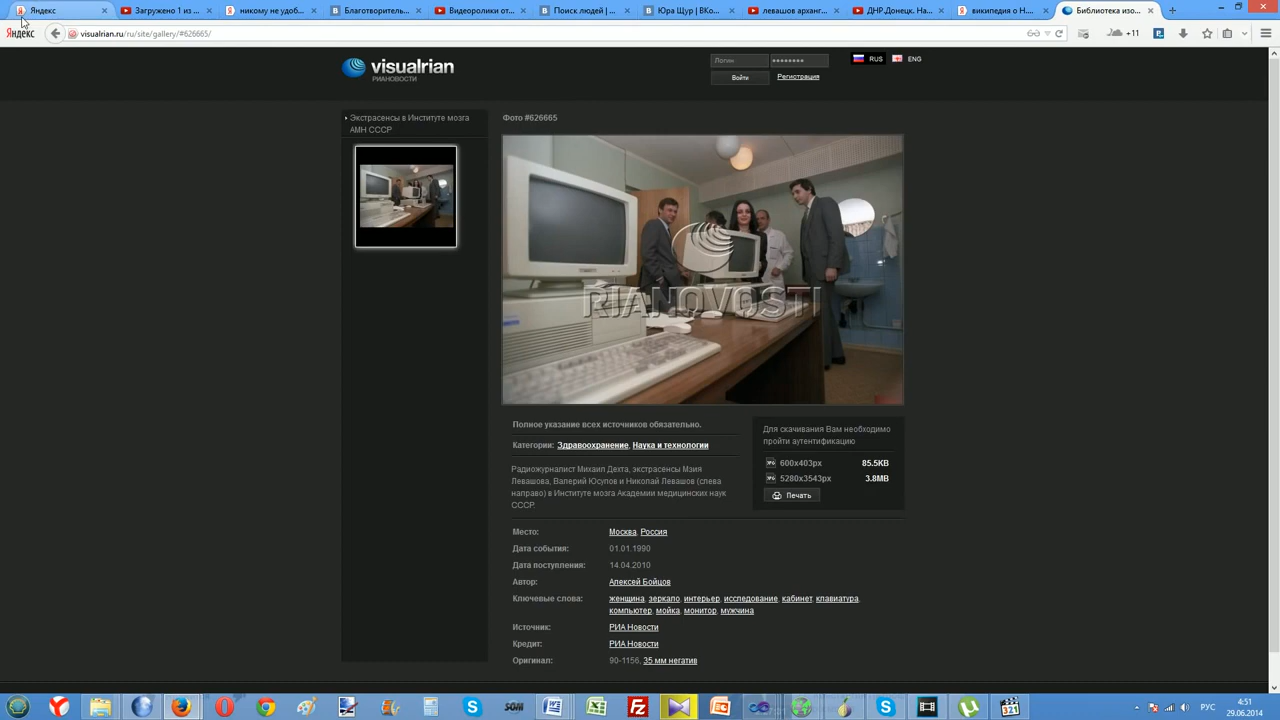 Яндекс
Загружено 1 из ...
никому не удоб...
Благотворитель...
Видеоролики от...
Поиск людей | ...
Юра Щур | ВКо...
левашов арханг...
ДНР.Донецк. На...
википедия о Н...
Библиотека изо...
Яндекс
visualrian.ru/ru/site/gallery/#626665/
+11
visualrian
РИАНОВОСТИ
Логин
Войти
Регистрация
RUS
ENG
Экстрасенсы в Институте мозга
АМН СССР
Фото #626665
RIANOVOSTI
Полное указание всех источников обязательно.
Категории: Здравоохранение, Наука и технологии
Радиожурналист Михаил Дехта, экстрасенсы Мзия
Левашова, Валерий Юсупов и Николай Левашов (слева
направо) в Институте мозга Академии медицинских наук
СССР.
Для скачивания Вам необходимо
пройти аутентификацию
600x403px 85.5KB
5280x3543px 3.8MB
Печать
Место: Москва, Россия
Дата события: 01.01.1990
Дата поступления: 14.04.2010
Автор: Алексей Бойцов
Ключевые слова: женщина, зеркало, интерьер, исследование, кабинет, клавиатура,
компьютер, мойка, монитор, мужчина
Источник: РИА Новости
Кредит: РИА Новости
Оригинал: 90-1156, 35 мм негатив
SGM
321
РУС
4:51
29.06.2014